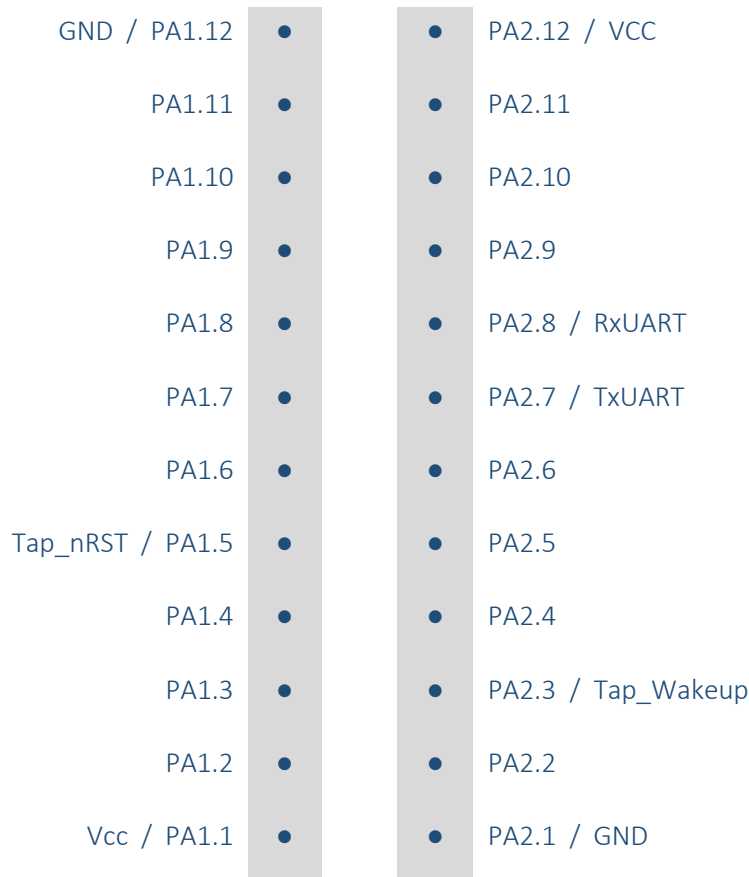 GND / PA1.12 PA2.12 / VCC
PA1.11 PA2.11
PA1.10 PA2.10
PA1.9 PA2.9
PA1.8 PA2.8 / RxUART
PA1.7 PA2.7 / TxUART
PA1.6 PA2.6
Tap_nRST / PA1.5 PA2.5
PA1.4 PA2.4
PA1.3 PA2.3 / Tap_Wakeup
PA1.2 PA2.2
Vcc / PA1.1 PA2.1 / GND